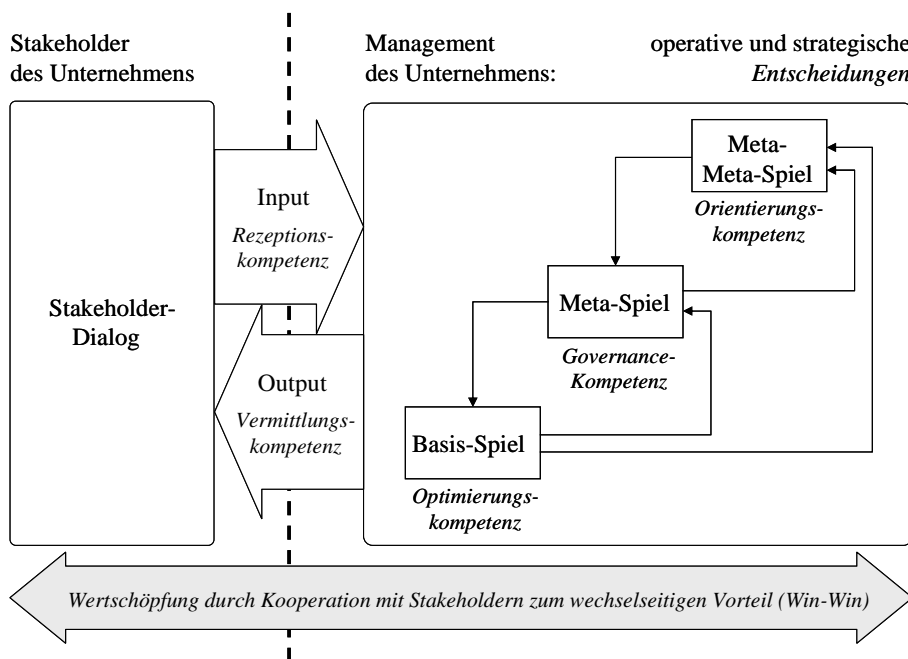 Stakeholder
des Unternehmens
Management
des Unternehmens:
operative und strategische
Entscheidungen
Stakeholder-
Dialog
Input
Rezeptions-
kompetenz
Output
Vermittlungs-
kompetenz
Meta-
Meta-Spiel
Orientierungs-
kompetenz
Meta-Spiel
Governance-
Kompetenz
Basis-Spiel
Optimierungs-
kompetenz
Wertschöpfung durch Kooperation mit Stakeholdern zum wechselseitigen Vorteil (Win-Win)